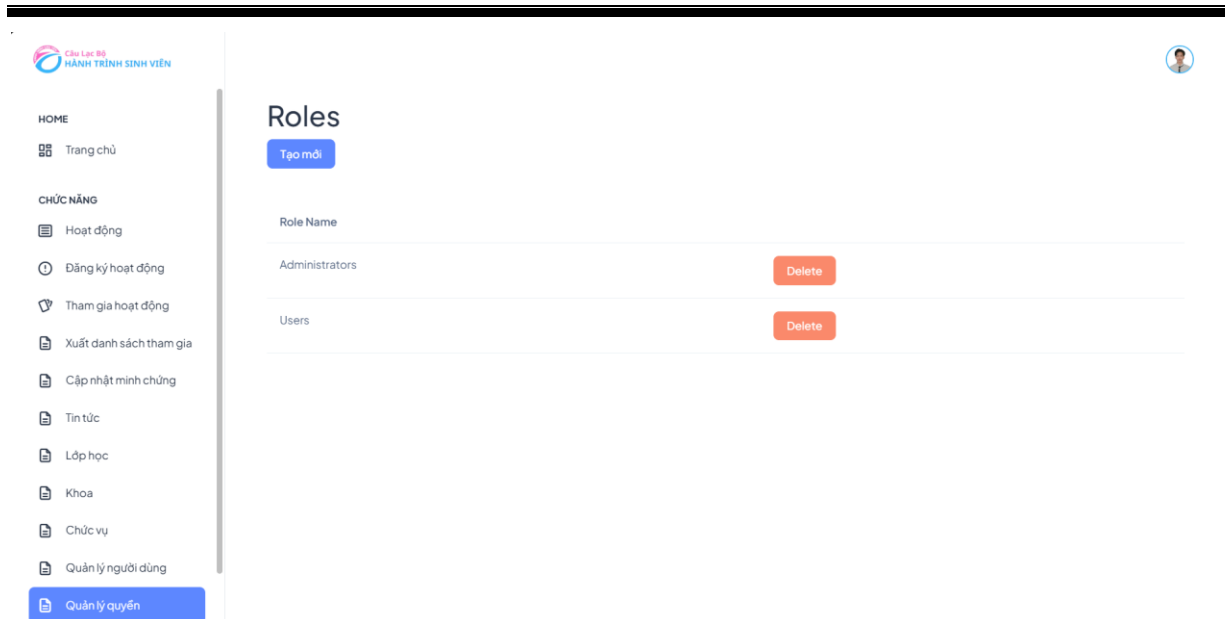 Câu Lạc Bộ
HÀNH TRÌNH SINH VIÊN
HOME
Trang chủ
CHỨC NĂNG
Hoạt động
Đăng ký hoạt động
Tham gia hoạt động
Xuất danh sách tham gia
Cập nhật minh chứng
Tin tức
Lớp học
Khoa
Chức vụ
Quản lý người dùng
Quản lý quyền
Roles
Tạo mới
Role Name
Administrators Delete
Users Delete